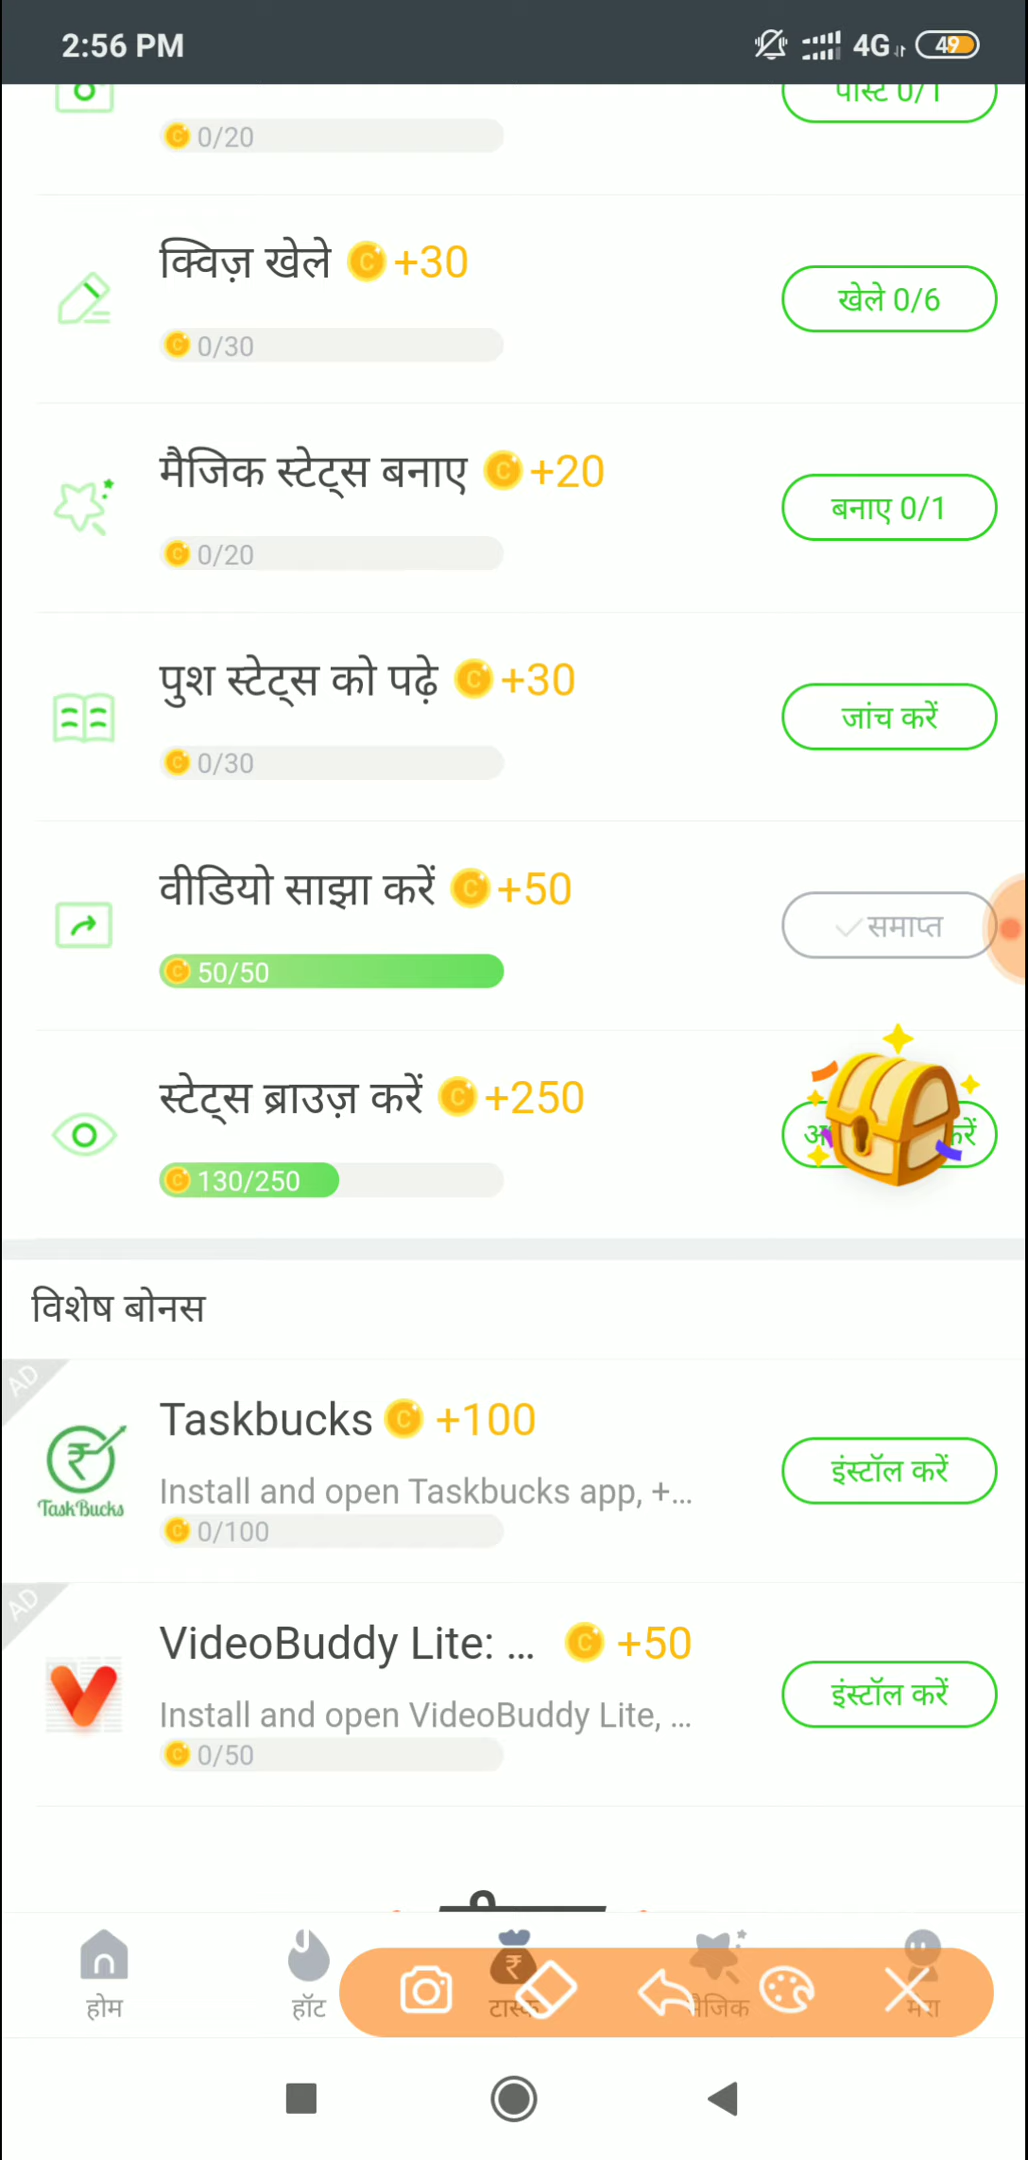 2:56 PM 4G 49
पोस्ट 0/1
0/20
क्विज़ खेले +30
0/30
खेले 0/6
मैजिक स्टेट्स बनाए +20
0/20
बनाए 0/1
पुश स्टेट्स को पढ़े +30
0/30
जांच करें
वीडियो साझा करें +50
50/50
समाप्त
स्टेट्स ब्राउज़ करें +250
130/250
विशेष बोनस
AD
Taskbucks +100
Install and open Taskbucks app, +...
0/100
TaskBucks
इंस्टॉल करें
AD
VideoBuddy Lite: ... +50
Install and open VideoBuddy Lite, ...
0/50
इंस्टॉल करें
होम हॉट टास्क मैजिक मेरा